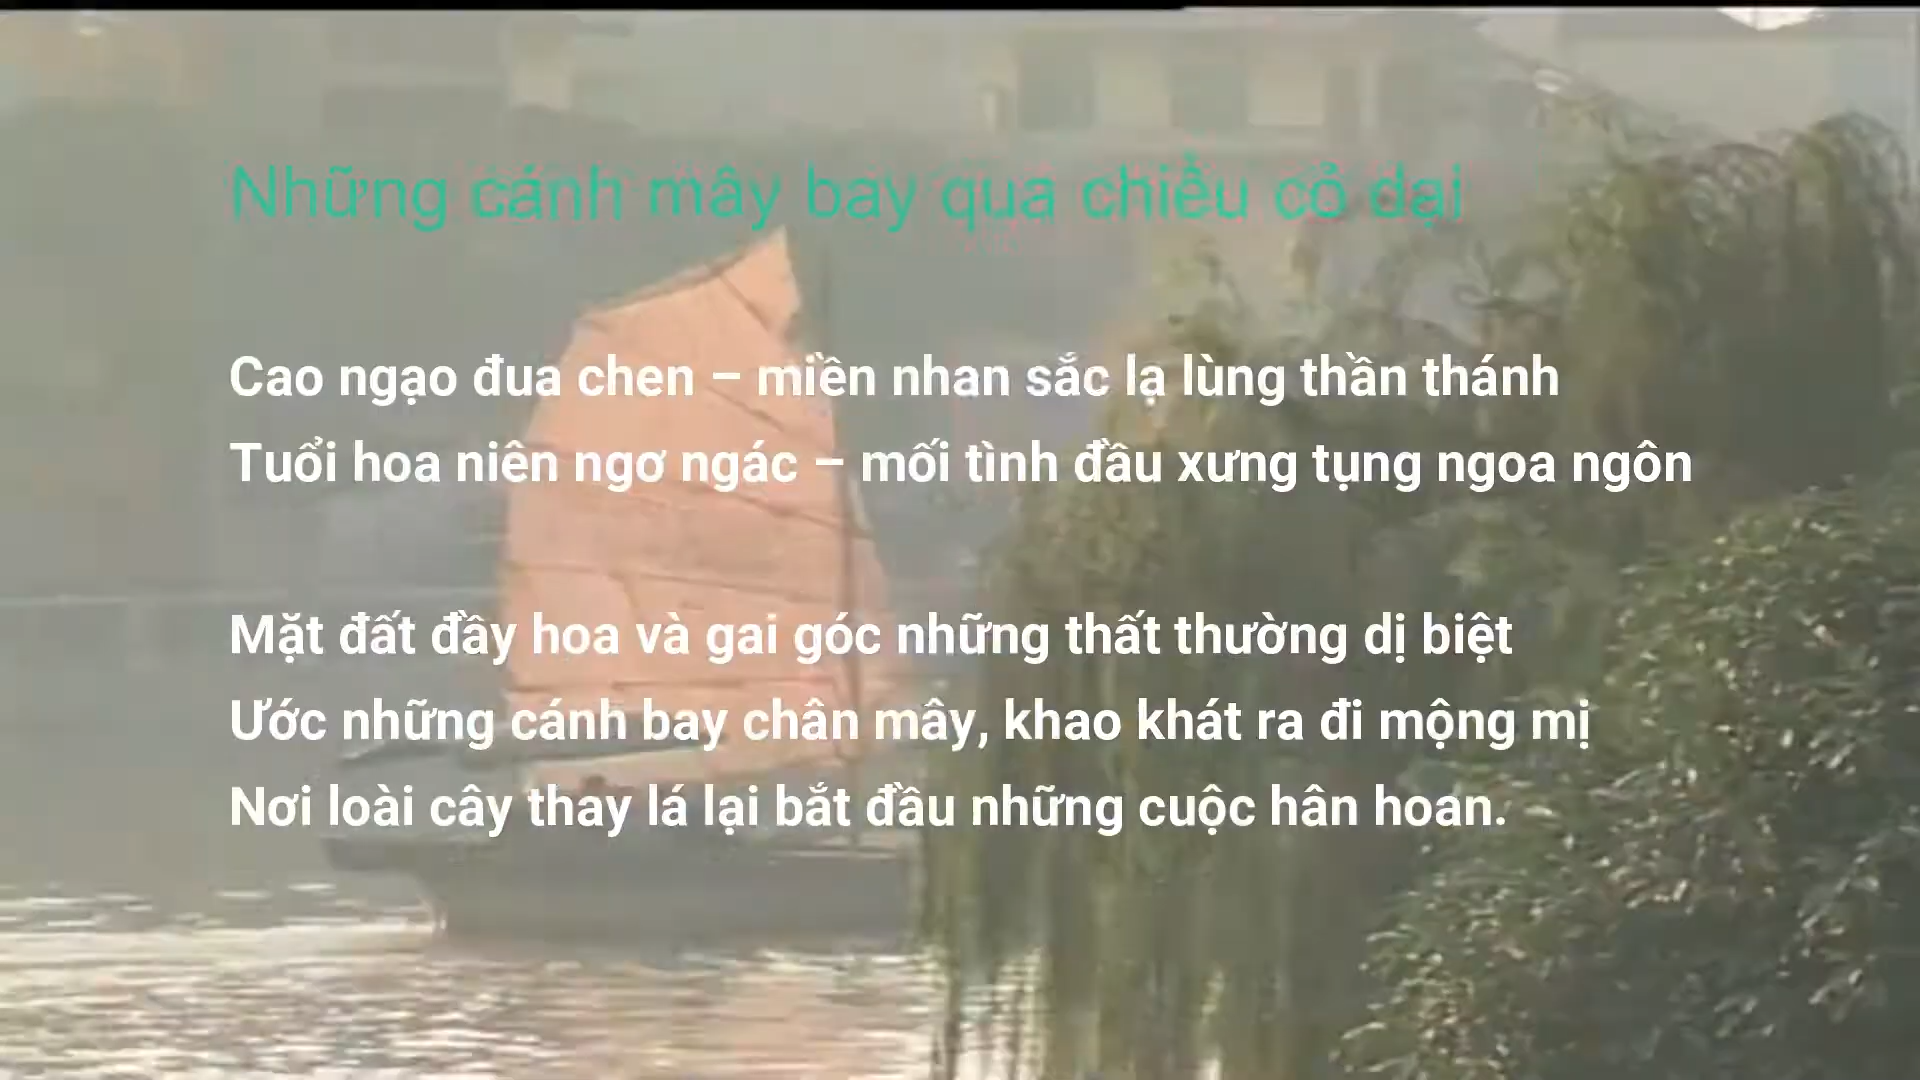 Những cánh mây bay qua chiều cỏ dại
Cao ngạo đua chen – miền nhan sắc lạ lùng thần thánh
Tuổi hoa niên ngơ ngác – mối tình đầu xưng tụng ngoa ngôn
Mặt đất đầy hoa và gai góc những thất thường dị biệt
Ước những cánh bay chân mây, khao khát ra đi mộng mị
Nơi loài cây thay lá lại bắt đầu những cuộc hân hoan.